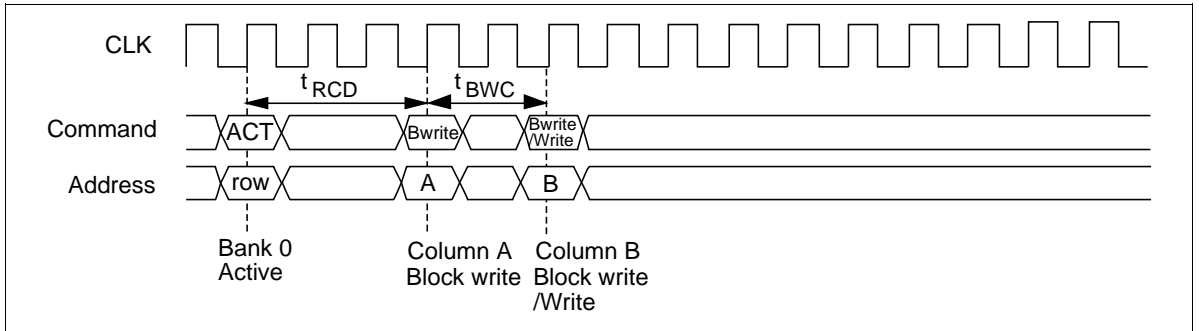 CLK
t RCD
t BWC
Command
ACT
Bwrite
Bwrite
/Write
Address
row
A
B
Bank 0
Active
Column A
Block write
Column B
Block write
/Write